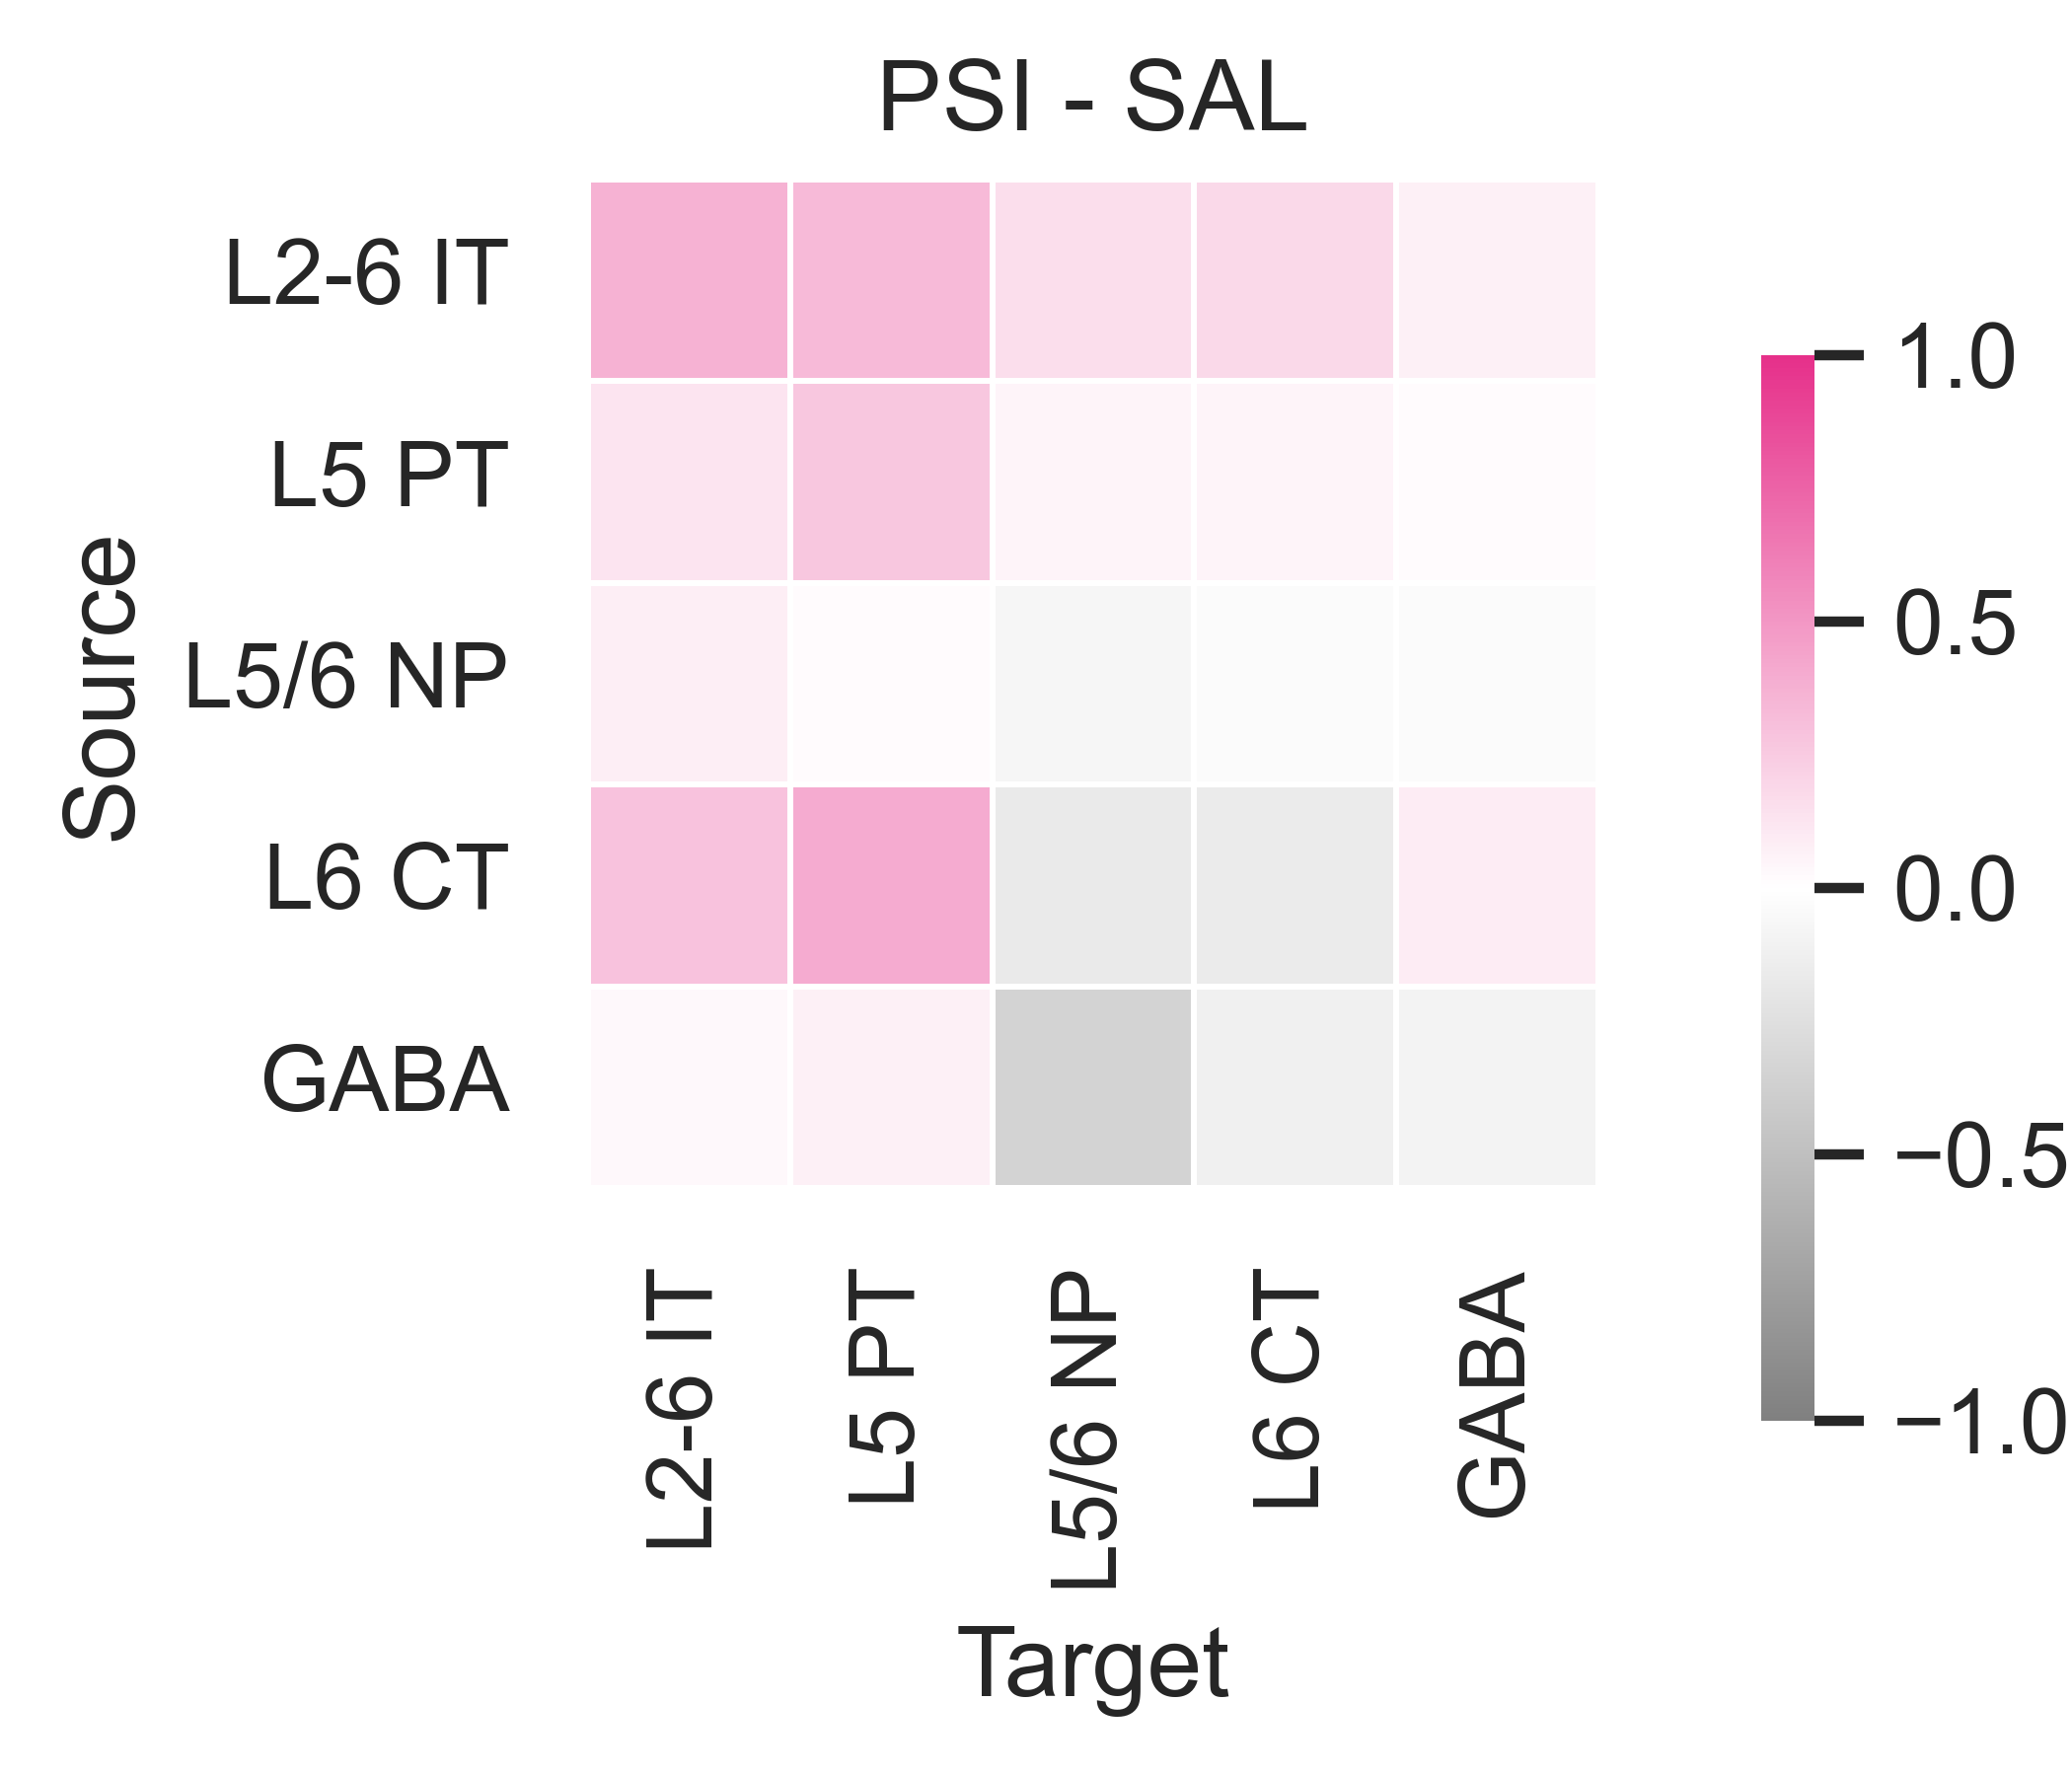 PSI - SAL
Source
L2-6 IT
L5 PT
L5/6 NP
L6 CT
GABA
L2-6 IT
L5 PT
L5/6 NP
L6 CT
GABA
Target
1.0
0.5
0.0
−0.5
−1.0